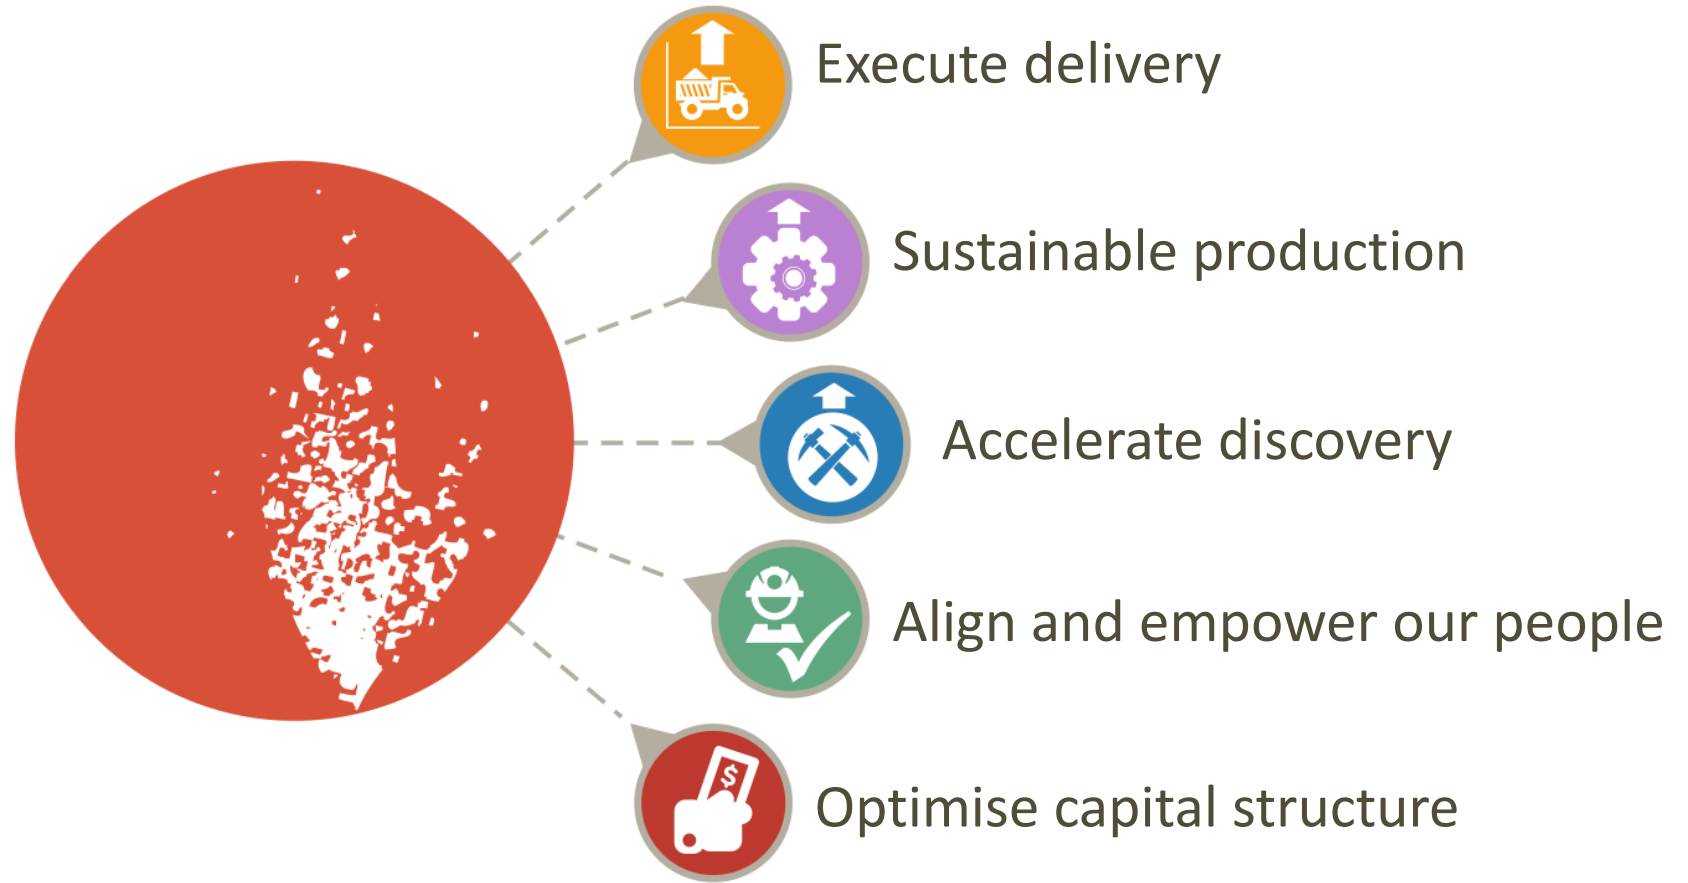 Execute delivery
Sustainable production
Accelerate discovery
Align and empower our people
$
Optimise capital structure